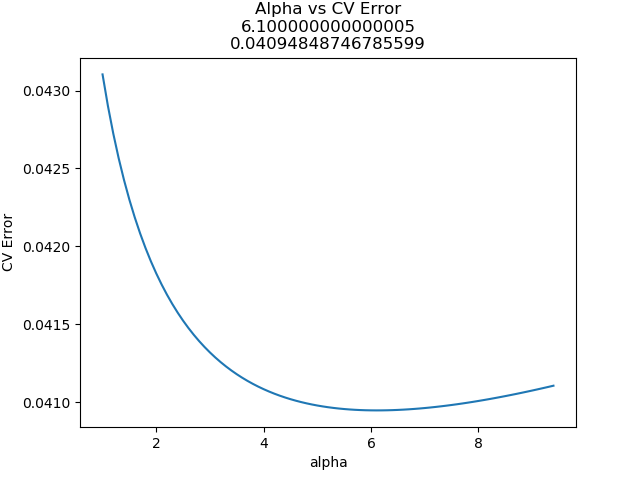 Alpha vs CV Error
6.100000000000005
0.04094848746785599
0.0430
0.0425
0.0420
0.0415
0.0410
CV Error
2 4 6 8
alpha